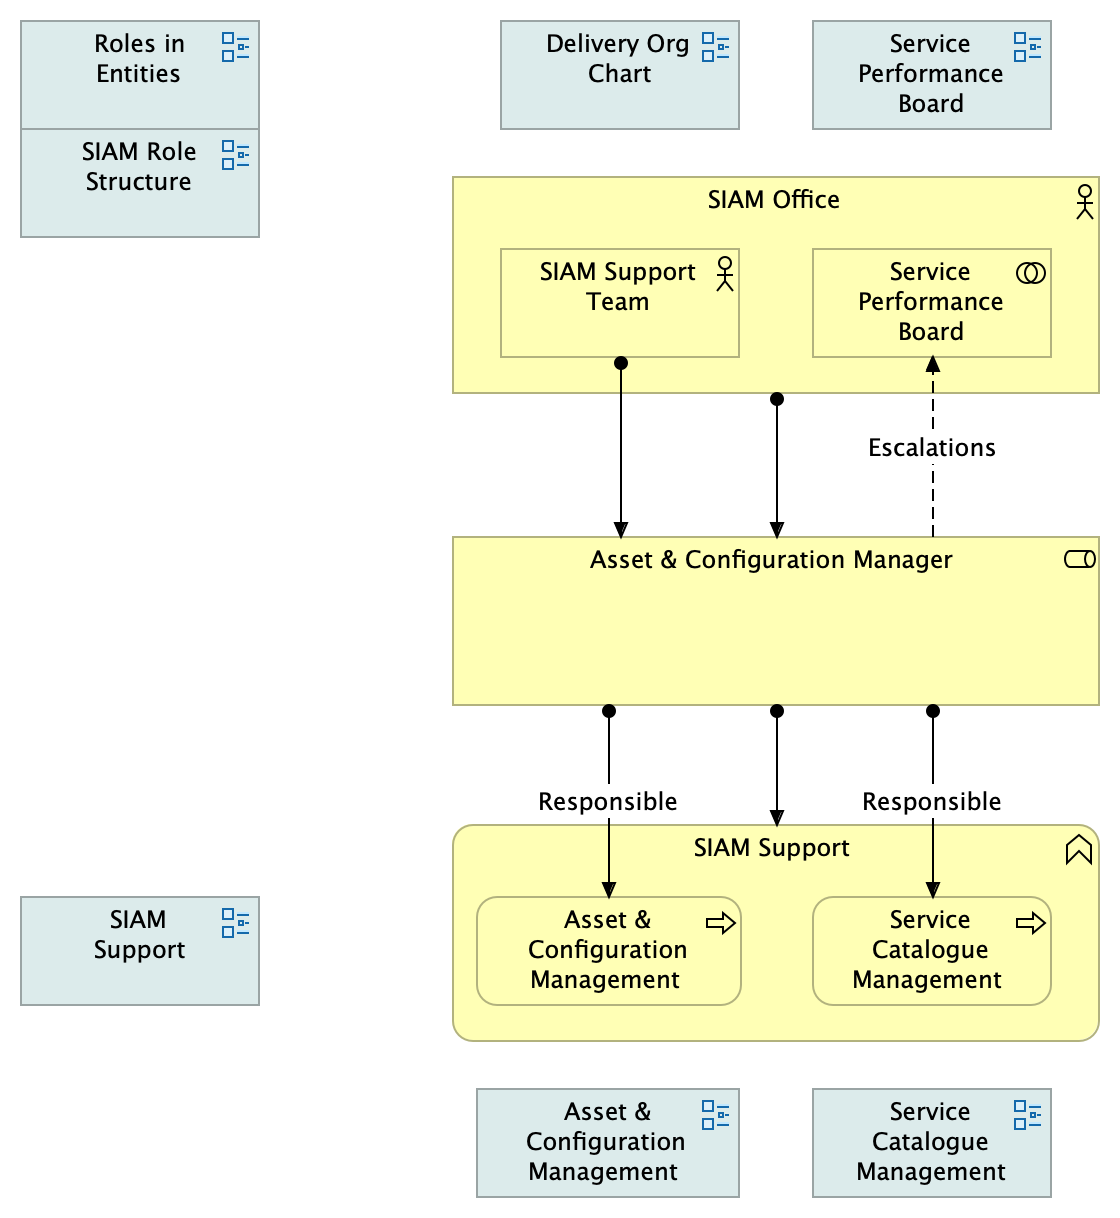 Roles in
Entities
Delivery Org
Chart
Service
Performance
Board
SIAM Role
Structure
SIAM Office
SIAM Support
Team
Service
Performance
Board
Escalations
Asset & Configuration Manager
Responsible
Responsible
SIAM Support
SIAM
Support
Asset &
Configuration
Management
Service
Catalogue
Management
Asset &
Configuration
Management
Service
Catalogue
Management